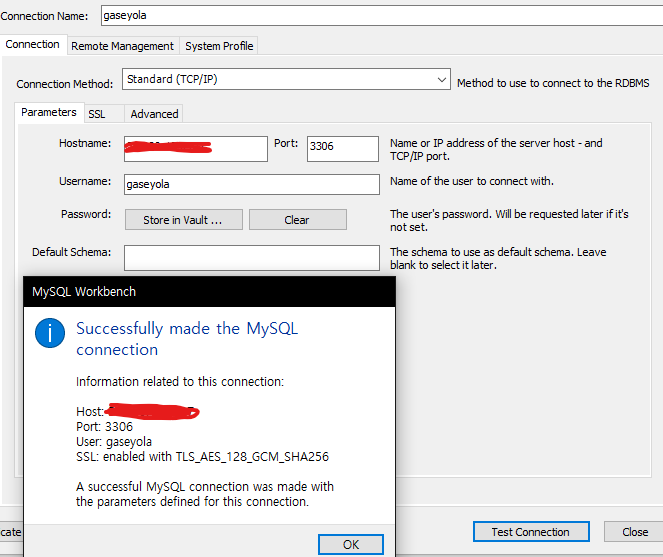 Connection Name: gaseyola
Connection Remote Management System Profile
Connection Method: Standard (TCP/IP) Method to use to connect to the RDBMS
Parameters SSL Advanced
Hostname: Port: 3306 Name or IP address of the server host - and
TCP/IP port.
Username: gaseyola Name of the user to connect with.
Password: Store in Vault ... Clear The user's password. Will be requested later if it's
not set.
Default Schema: The schema to use as default schema. Leave
blank to select it later.
MySQL Workbench
Successfully made the MySQL
connection
Information related to this connection:
Host:
Port: 3306
User: gaseyola
SSL: enabled with TLS_AES_128_GCM_SHA256
A successful MySQL connection was made with
the parameters defined for this connection.
OK
Test Connection Close